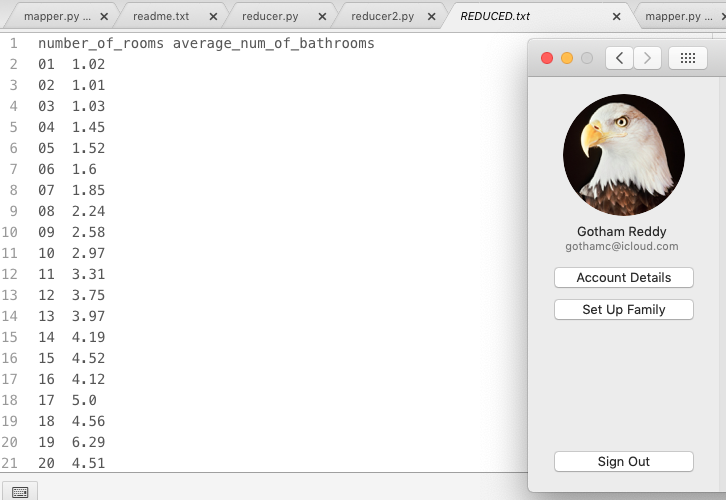 mapper.py ... × readme.txt × reducer.py × reducer2.py × REDUCED.txt × mapper.py ... ×
1 number_of_rooms average_num_of_bathrooms
2 01 1.02
3 02 1.01
4 03 1.03
5 04 1.45
6 05 1.52
7 06 1.6
8 07 1.85
9 08 2.24
10 09 2.58
11 10 2.97
12 11 3.31
13 12 3.75
14 13 3.97
15 14 4.19
16 15 4.52
17 16 4.12
18 17 5.0
19 18 4.56
20 19 6.29
21 20 4.51
Gotham Reddy
gothamc@icloud.com
Account Details
Set Up Family
Sign Out